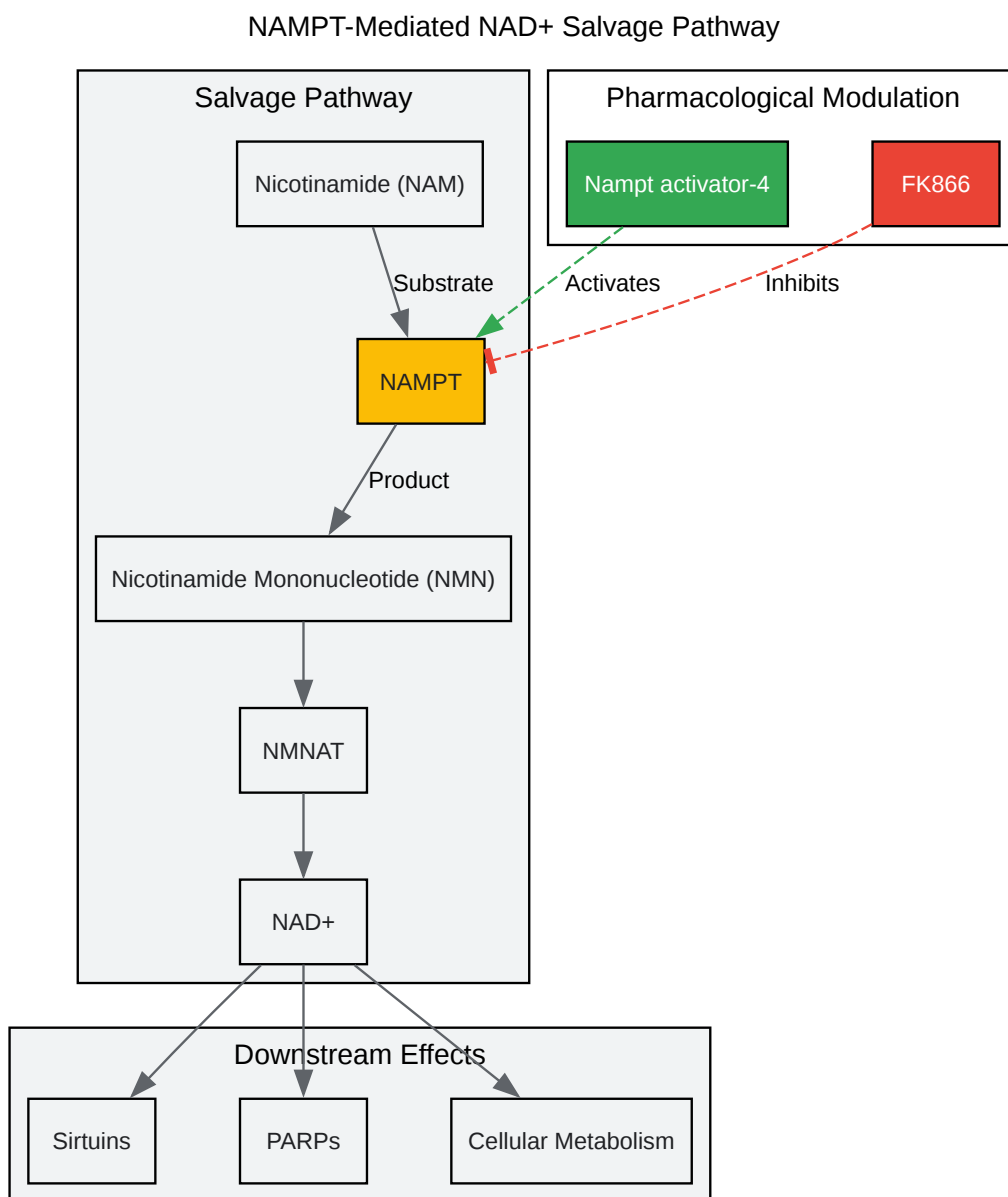 NAMPT-Mediated NAD+ Salvage Pathway
Salvage Pathway
Pharmacological Modulation
Nicotinamide (NAM)
Nampt activator-4
FK866
Substrate
Activates
Inhibits
NAMPT
Product
Nicotinamide Mononucleotide (NMN)
NMNAT
NAD+
Downstream Effects
Sirtuins
PARPs
Cellular Metabolism